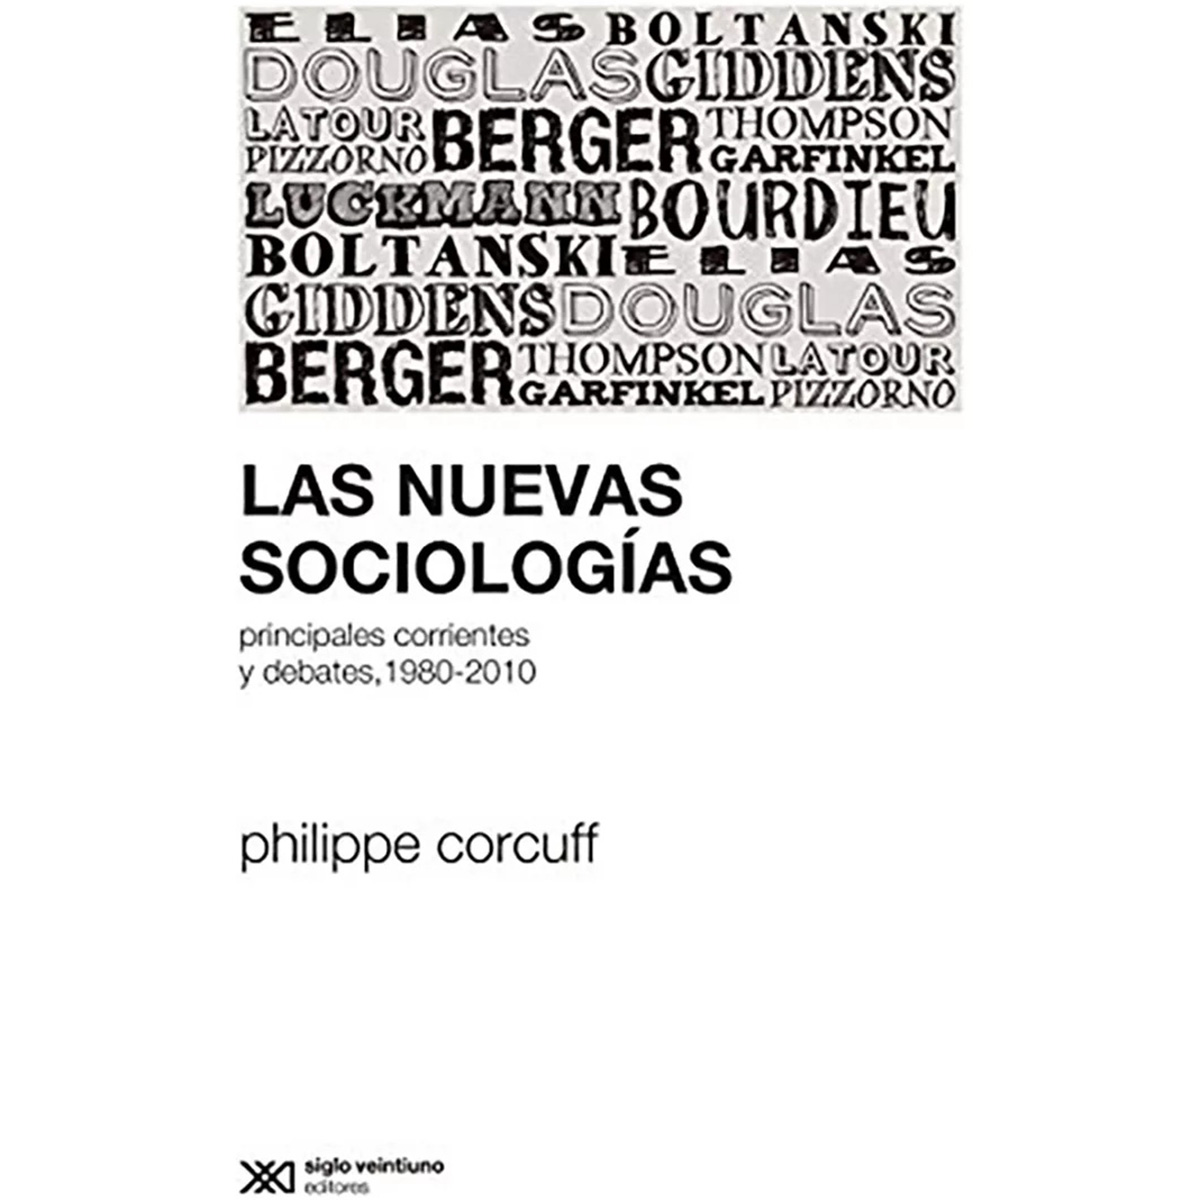 ELIAS BOLTANSKI
DOUGLAS GIDDENS
LATOUR BERGER THOMPSON
PIZZORNO GARFINKEL
LUCKMANN BOURDIEU
BOLTANSKI ELIAS
GIDDENS DOUGLAS
BERGER THOMPSON LATOUR
GARFINKEL PIZZORNO
LAS NUEVAS
SOCIOLOGÍAS
principales corrientes
y debates, 1980-2010
philippe corcuff
siglo veintiuno
editores